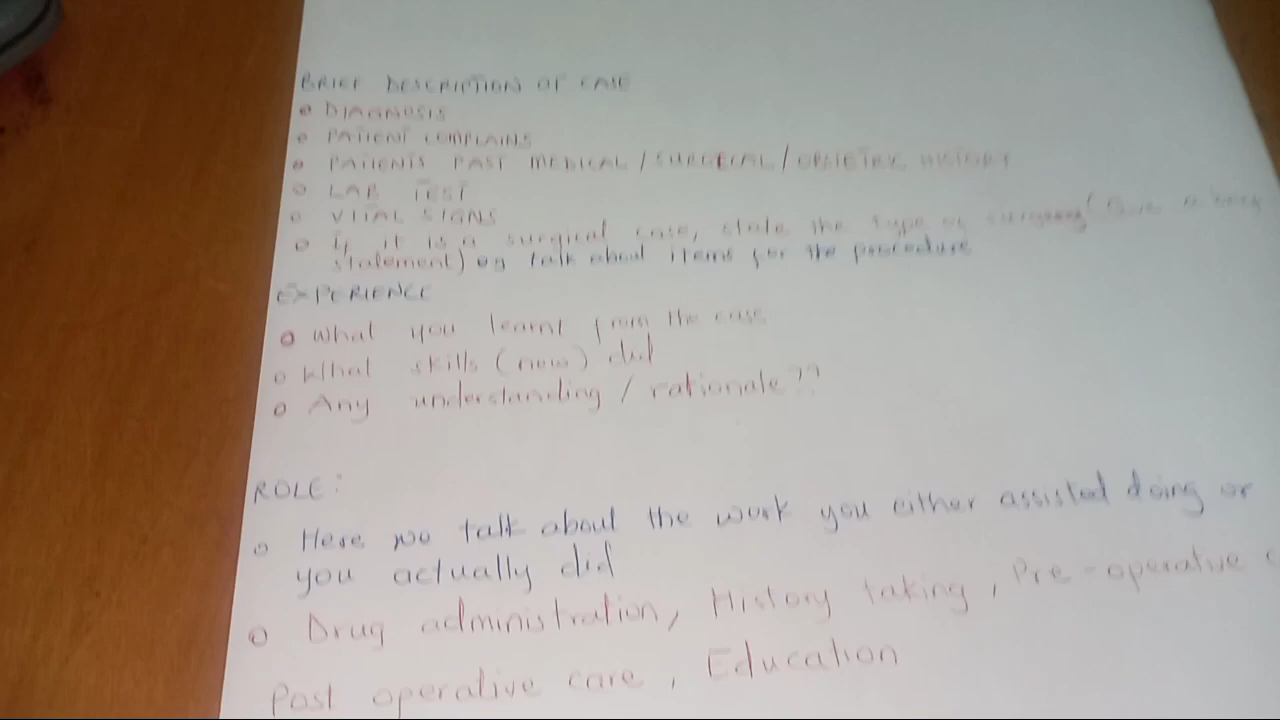 BRIEF DESCRIPTION OF CASE
DIAGNOSIS
PATIENT COMPLAINS
PATIENTS PAST MEDICAL / SURGICAL / OBSTETRIC HISTORY
LAB TEST
VITAL SIGNS
If it is a surgical case, state the type of surgery (Give a
statement) eg talk about items for the procedure
EXPERIENCE
What you learnt from the case
What skills (new) did
Any understanding / rationale??
ROLE:
Here we talk about the work you either assisted doing or
you actually did
Drug administration, History taking, Pre-operative
Post operative care, Education